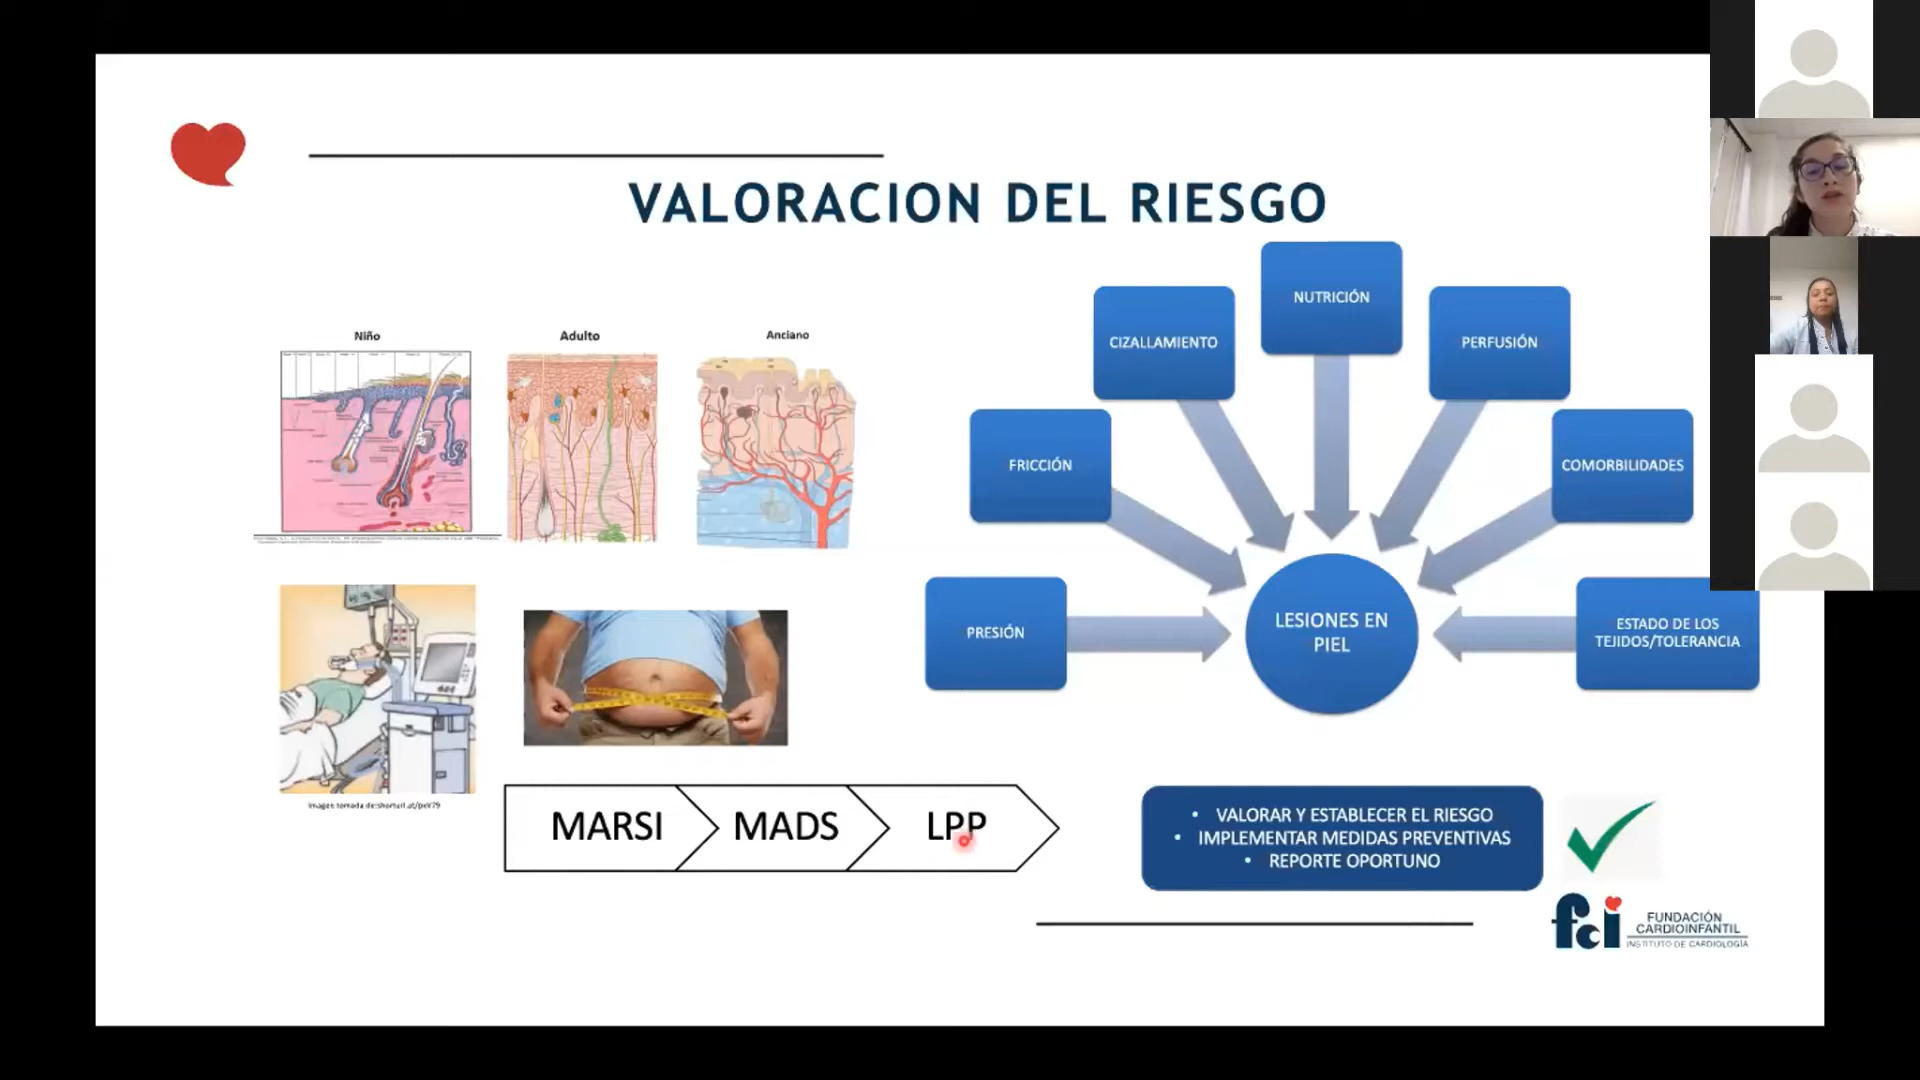 VALORACION DEL RIESGO
Niño
Adulto
Anciano
NUTRICIÓN
CIZALLAMIENTO
PERFUSIÓN
FRICCIÓN
COMORBILIDADES
PRESIÓN
LESIONES EN
PIEL
ESTADO DE LOS
TEJIDOS/TOLERANCIA
MARSI
MADS
LPP
• VALORAR Y ESTABLECER EL RIESGO
• IMPLEMENTAR MEDIDAS PREVENTIVAS
• REPORTE OPORTUNO
fci
FUNDACIÓN
CARDIOINFANTIL
INSTITUTO DE CARDIOLOGÍA